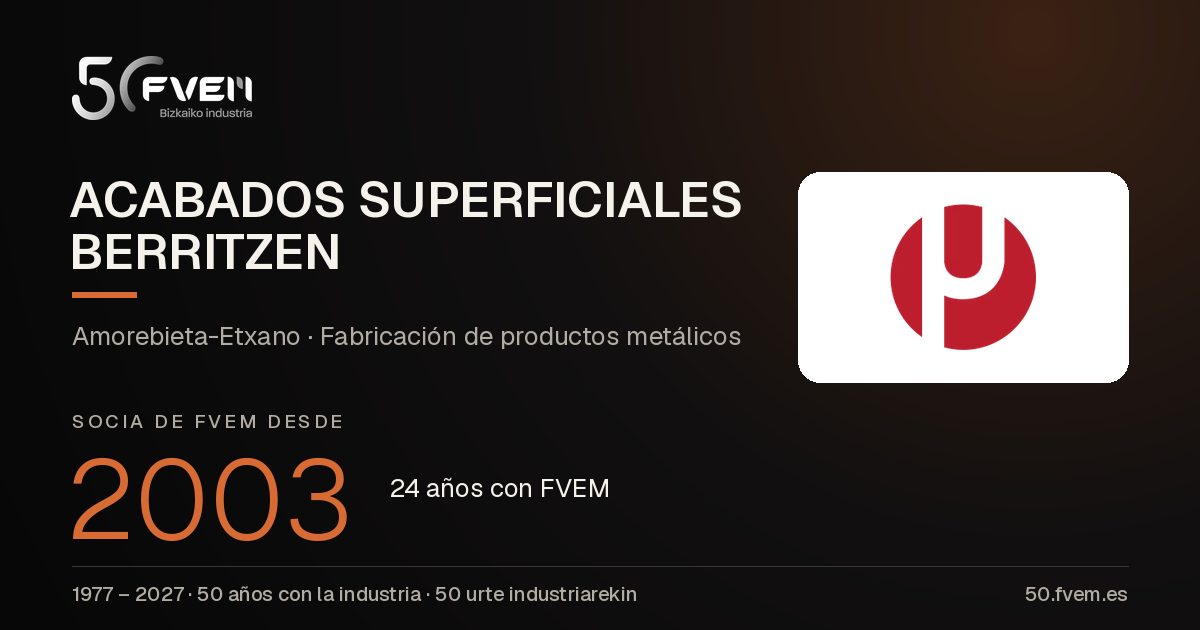 50 FVEM
Bizkaiko industria
ACABADOS SUPERFICIALES
BERRITZEN
Amorebieta-Etxano · Fabricación de productos metálicos
SOCIA DE FVEM DESDE
2003
24 años con FVEM
1977 – 2027 · 50 años con la industria · 50 urte industriarekin
50.fvem.es